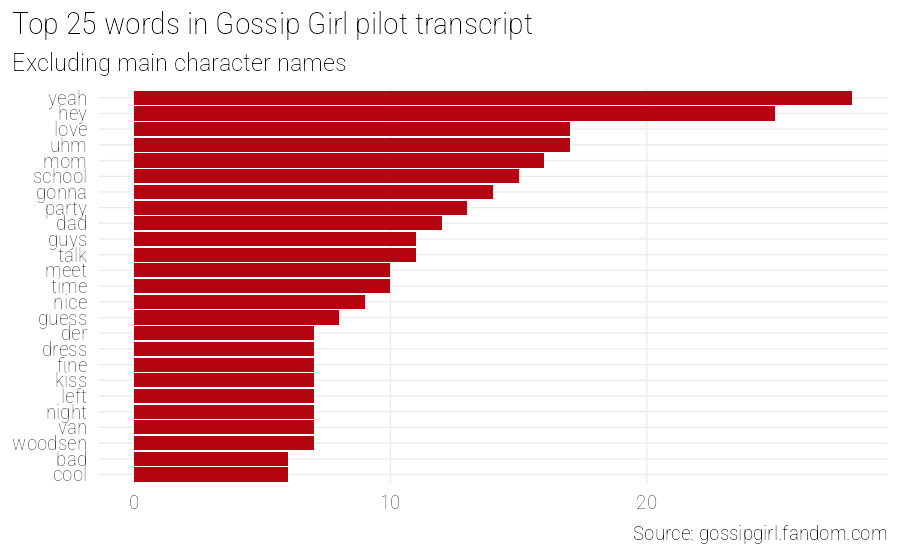 Top 25 words in Gossip Girl pilot transcript
Excluding main character names
yeah
hey
love
uhm
mom
school
gonna
party
dad
guys
talk
meet
time
nice
guess
der
dress
fine
kiss
left
night
van
woodsen
bad
cool
0 10 20
Source: gossipgirl.fandom.com